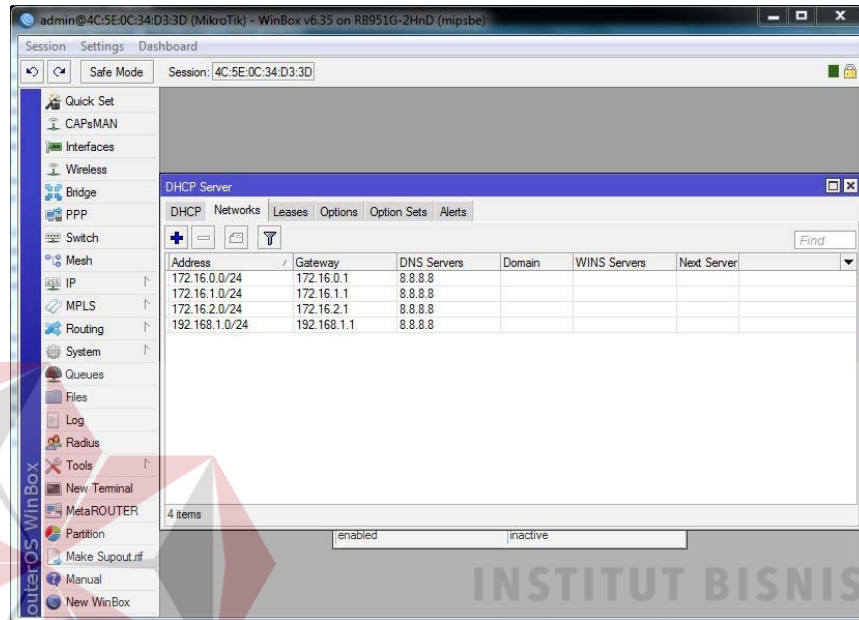 admin@4C:5E:0C:34:D3:3D (MikroTik) - WinBox v6.35 on RB951G-2HnD (mipsbe)
Session Settings Dashboard
Safe Mode Session: 4C:5E:0C:34:D3:3D
Quick Set
CAPsMAN
Interfaces
Wireless
Bridge
PPP
Switch
Mesh
IP
MPLS
Routing
System
Queues
Files
Log
Radius
Tools
New Terminal
MetaROUTER
Partition
Make Supout.rif
Manual
New WinBox
outerOS WinBox
DHCP Server
DHCP Networks Leases Options Option Sets Alerts
Find
Address Gateway DNS Servers Domain WINS Servers Next Server
172.16.0.0/24 172.16.0.1 8.8.8.8
172.16.1.0/24 172.16.1.1 8.8.8.8
172.16.2.0/24 172.16.2.1 8.8.8.8
192.168.1.0/24 192.168.1.1 8.8.8.8
4 items
enabled inactive
INSTITUT BISNIS